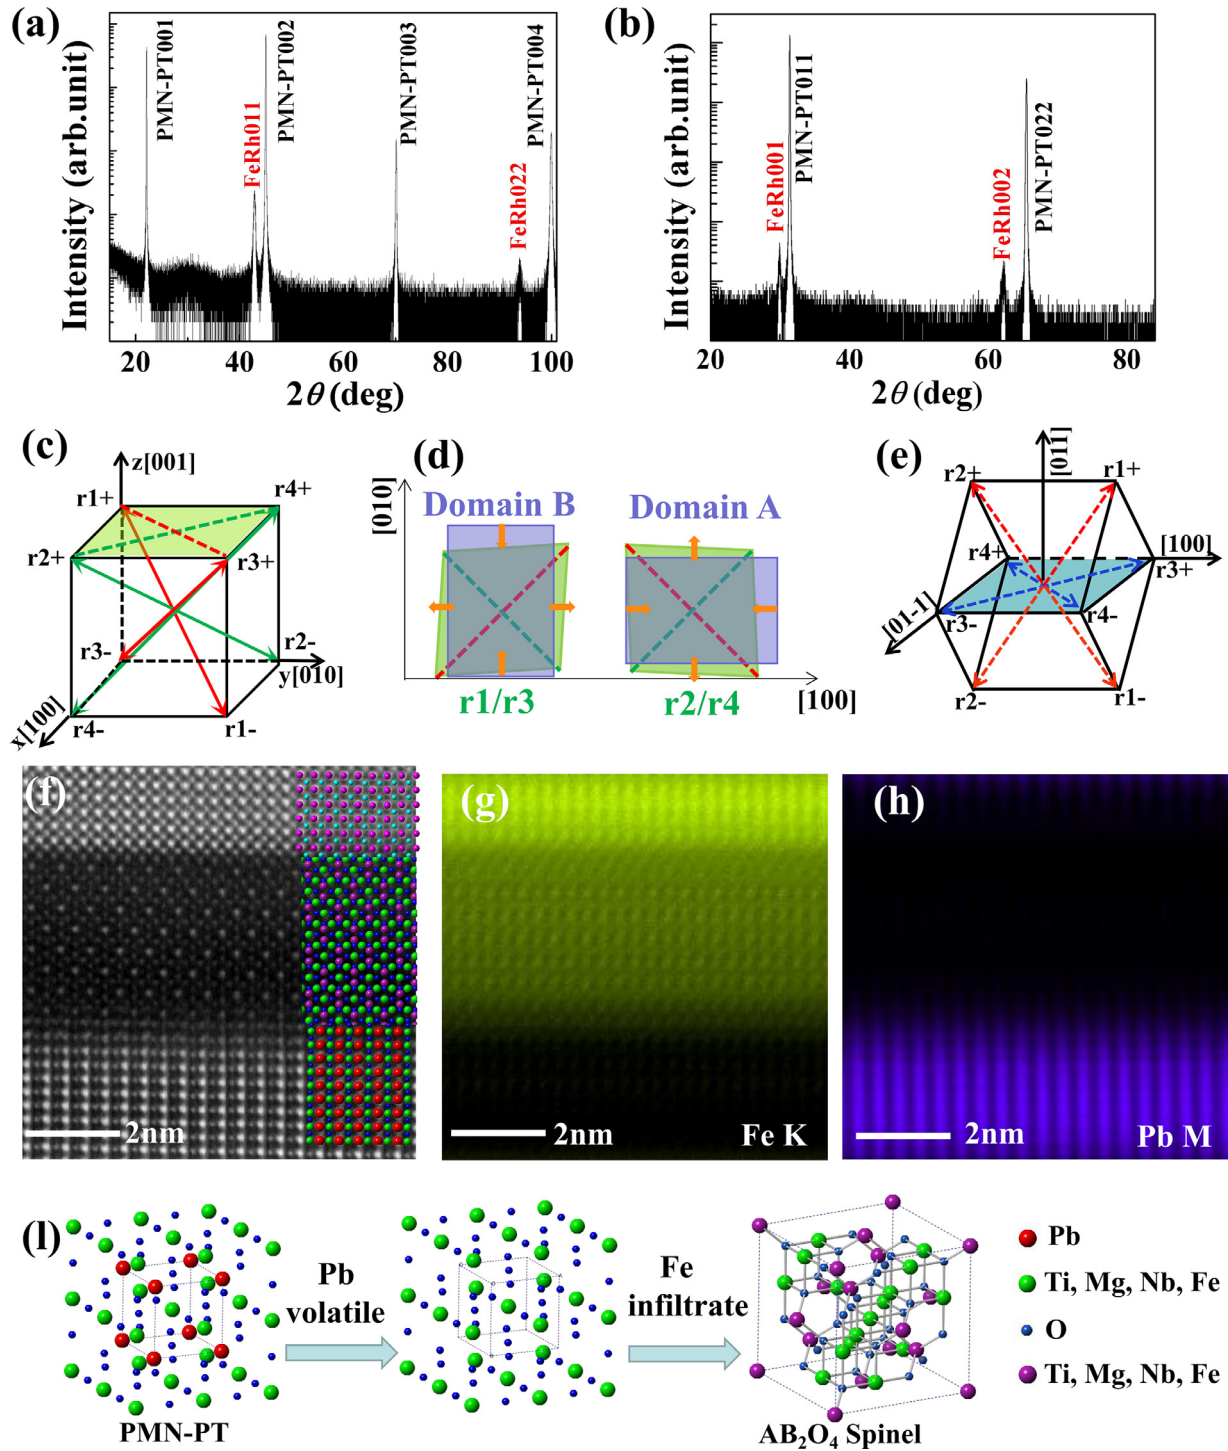 (a)
Intensity (arb.unit)
PMN-PT001
FeRh011
PMN-PT002
PMN-PT003
FeRh022
PMN-PT004
20
40
60
80
100
2θ (deg)
(b)
Intensity (arb.unit)
FeRh001
PMN-PT011
FeRh002
PMN-PT022
20
40
60
80
2θ (deg)
(c)
z[001]
r1+
r4+
r2+
r3+
r3-
r2-
y[010]
x[100]
r4-
r1-
(d)
[010]
Domain B
Domain A
r1/r3
r2/r4
[100]
(e)
[011]
r2+
r1+
r4+
[100]
r3+
[01-1]
r3-
r4-
r2-
r1-
(f)
2nm
(g)
2nm
Fe K
(h)
2nm
Pb M
(l)
PMN-PT
Pb
volatile
Fe
infiltrate
AB₂O₄ Spinel
Pb
Ti, Mg, Nb, Fe
O
Ti, Mg, Nb, Fe